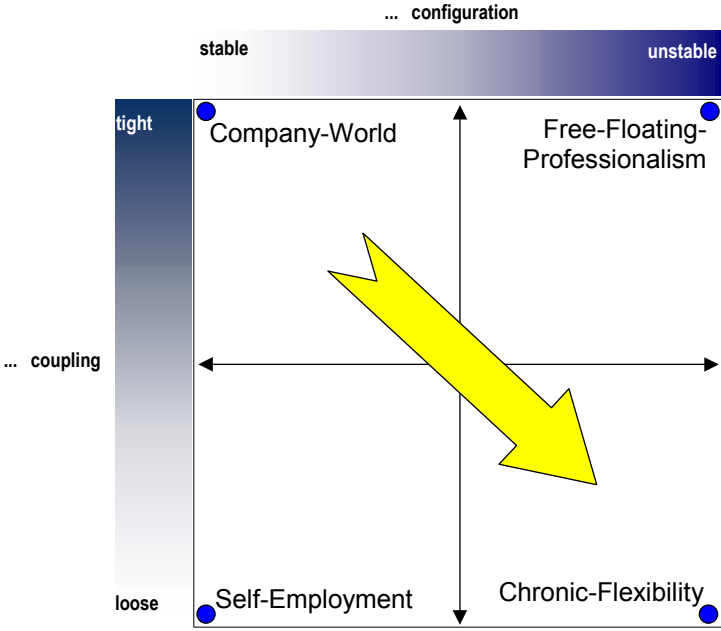 ... configuration
stable
unstable
tight
Company-World
Free-Floating-
Professionalism
... coupling
loose
Self-Employment
Chronic-Flexibility